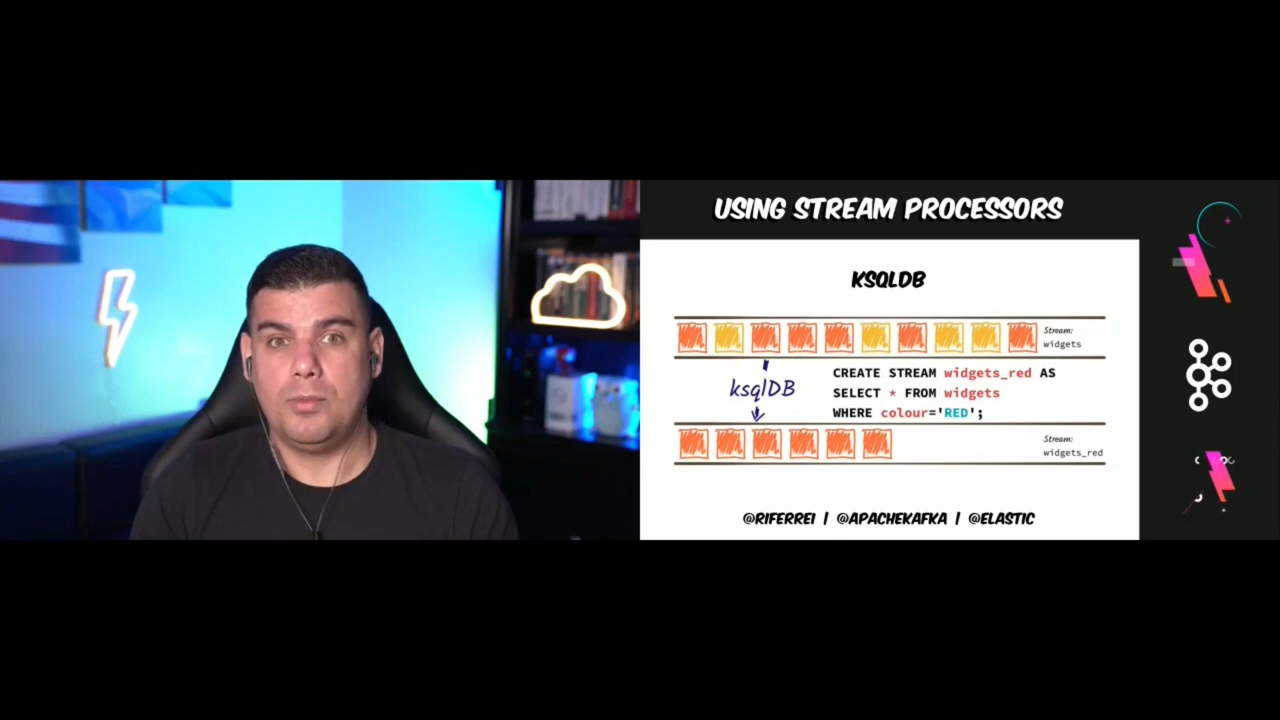 USING STREAM PROCESSORS
KSQLDB
Stream:
widgets
ksqlDB
CREATE STREAM widgets_red AS
SELECT * FROM widgets
WHERE colour='RED';
Stream:
widgets_red
@RIFERREI | @APACHEKAFKA | @ELASTIC